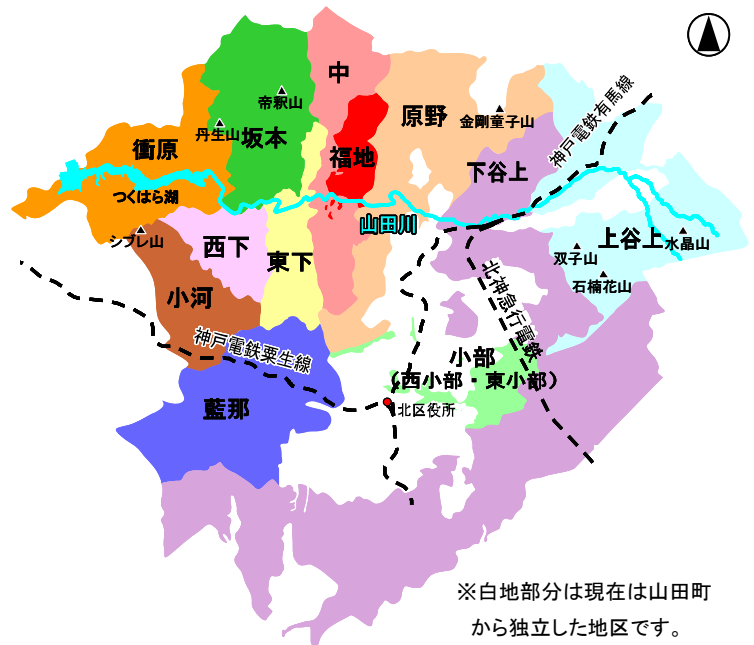 中
帝釈山
原野
金剛童子山
神戸電鉄有馬線
丹生山
坂本
衝原
福地
下谷上
つくはら湖
山田川
シブレ山
西下
東下
上谷上
水晶山
双子山
石楠花山
小河
北神急行電鉄
神戸電鉄粟生線
小部
（西小部・東小部）
藍那
北区役所
※白地部分は現在は山田町
から独立した地区です。